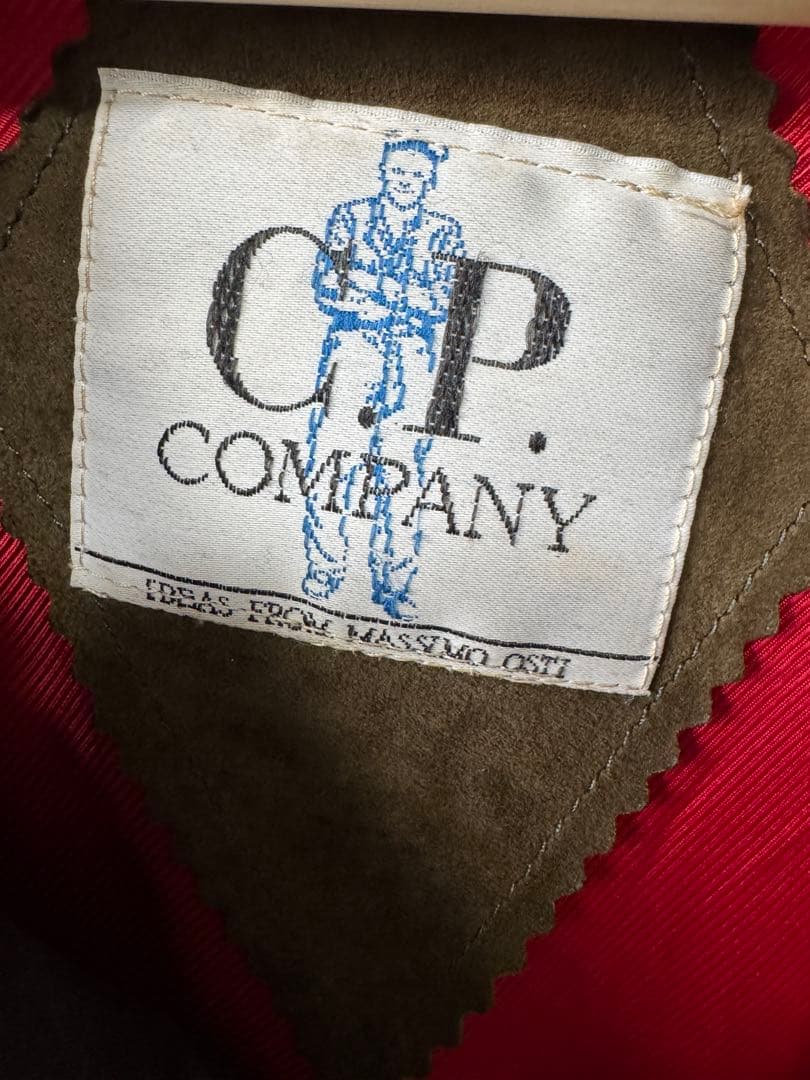 C.P.
COMPANY
IDEAS FROM MASSIMO OSTI